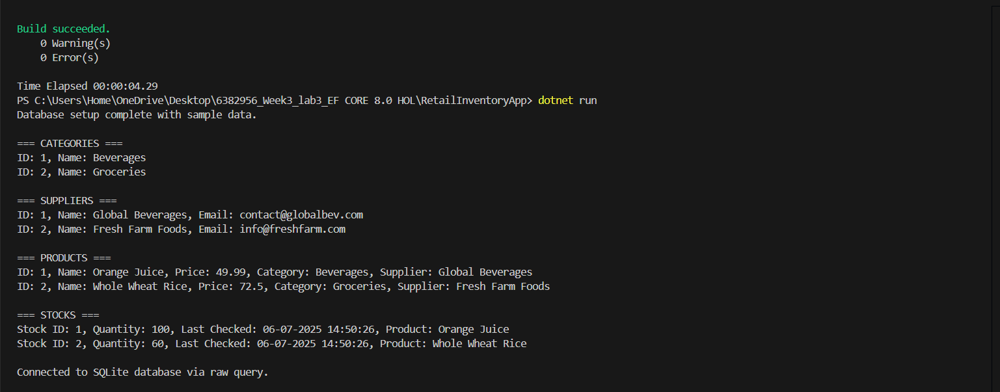 Build succeeded.
0 Warning(s)
0 Error(s)
Time Elapsed 00:00:04.29
PS C:\Users\Home\OneDrive\Desktop\6382956_Week3_lab3_EF CORE 8.0 HOL\RetailInventoryApp> dotnet run
Database setup complete with sample data.
=== CATEGORIES ===
ID: 1, Name: Beverages
ID: 2, Name: Groceries
=== SUPPLIERS ===
ID: 1, Name: Global Beverages, Email: contact@globalbev.com
ID: 2, Name: Fresh Farm Foods, Email: info@freshfarm.com
=== PRODUCTS ===
ID: 1, Name: Orange Juice, Price: 49.99, Category: Beverages, Supplier: Global Beverages
ID: 2, Name: Whole Wheat Rice, Price: 72.5, Category: Groceries, Supplier: Fresh Farm Foods
=== STOCKS ===
Stock ID: 1, Quantity: 100, Last Checked: 06-07-2025 14:50:26, Product: Orange Juice
Stock ID: 2, Quantity: 60, Last Checked: 06-07-2025 14:50:26, Product: Whole Wheat Rice
Connected to SQLite database via raw query.